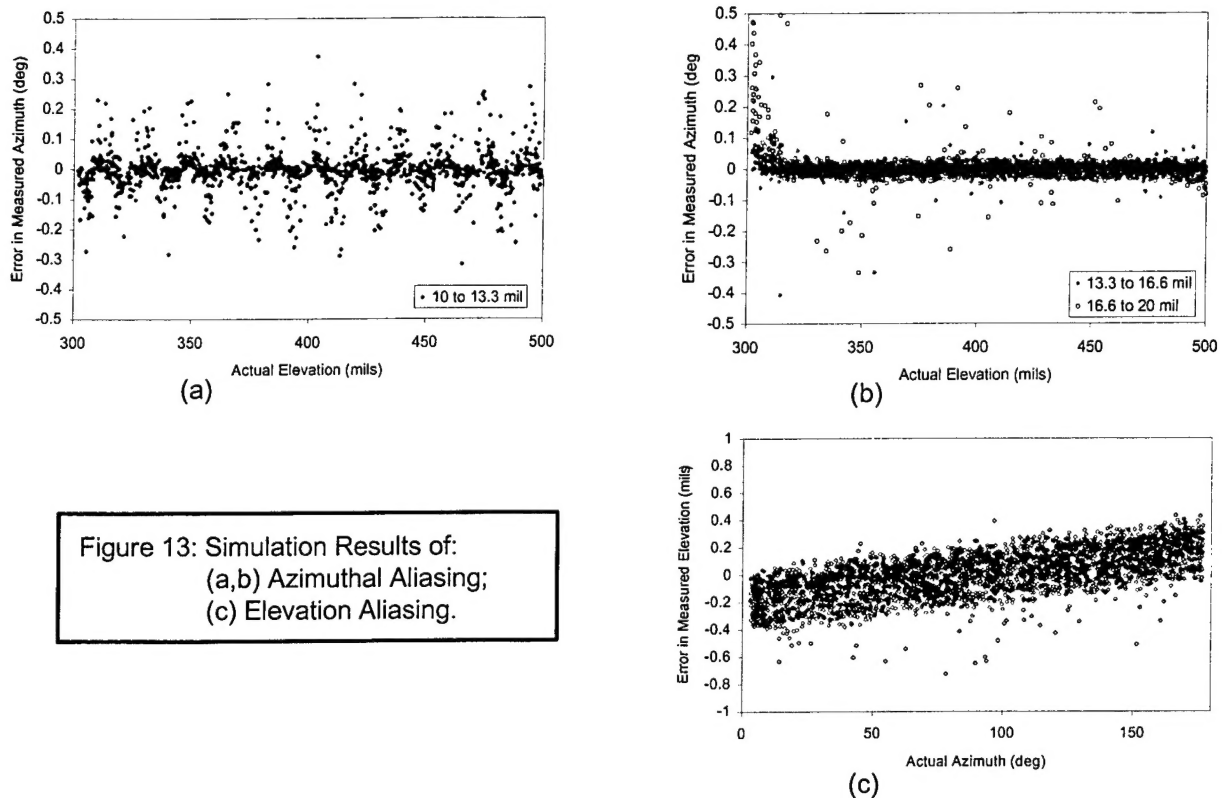 0.5
0.4
0.3
0.2
0.1
0
-0.1
-0.2
-0.3
-0.4
-0.5
Error in Measured Azimuth (deg)
• 10 to 13.3 mil
300 350 400 450 500
Actual Elevation (mils)
(a)
0.5
0.4
0.3
0.2
0.1
0
-0.1
-0.2
-0.3
-0.4
-0.5
Error in Measured Azimuth (deg
• 13.3 to 16.6 mil
o 16.6 to 20 mil
300 350 400 450 500
Actual Elevation (mils)
(b)
Figure 13: Simulation Results of:
(a,b) Azimuthal Aliasing;
(c) Elevation Aliasing.
1
0.8
0.6
0.4
0.2
0
-0.2
-0.4
-0.6
-0.8
-1
Error in Measured Elevation (mils)
0 50 100 150
Actual Azimuth (deg)
(c)